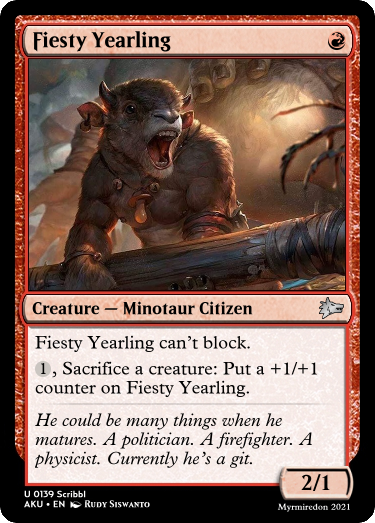 Fiesty Yearling
Creature — Minotaur Citizen
Fiesty Yearling can't block.
1, Sacrifice a creature: Put a +1/+1
counter on Fiesty Yearling.
He could be many things when he
matures. A politician. A firefighter. A
physicist. Currently he's a git.
2/1
U 0139 Scribbl
AKU • EN Rudy Siswanto
Myrmiredon 2021